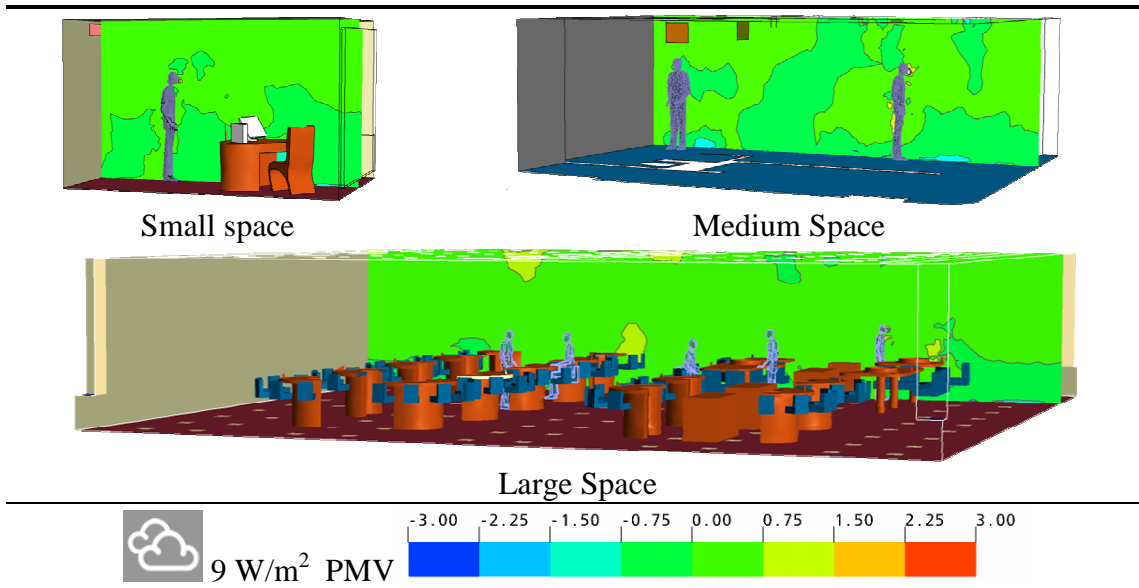 Small space
Medium Space
Large Space
-3.00 -2.25 -1.50 -0.75 0.00 0.75 1.50 2.25 3.00
9 W/m² PMV